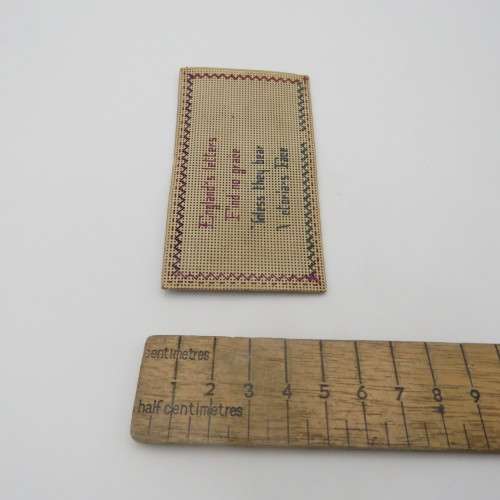 England's letters
Find no grace
Unless they bear
Victoria's Face
centimetres
1 2 3 4 5 6 7 8 9
half centimetres